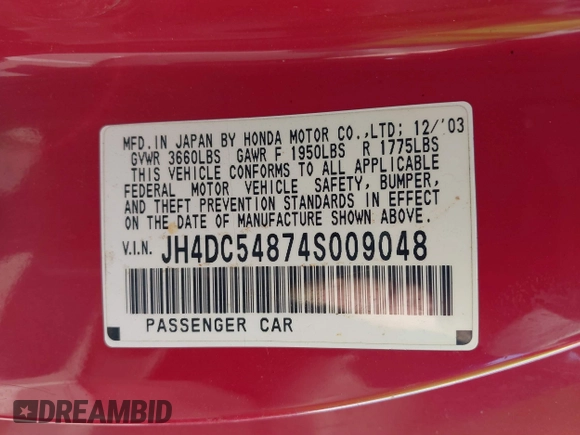 MFD. IN JAPAN BY HONDA MOTOR CO.,LTD; 12/'03
GVWR 3660LBS GAWR F 1950LBS R 1775LBS
THIS VEHICLE CONFORMS TO ALL APPLICABLE
FEDERAL MOTOR VEHICLE SAFETY, BUMPER,
AND THEFT PREVENTION STANDARDS IN EFFECT
ON THE DATE OF MANUFACTURE SHOWN ABOVE.
V.I.N. JH4DC54874S009048
PASSENGER CAR
DREAMBID